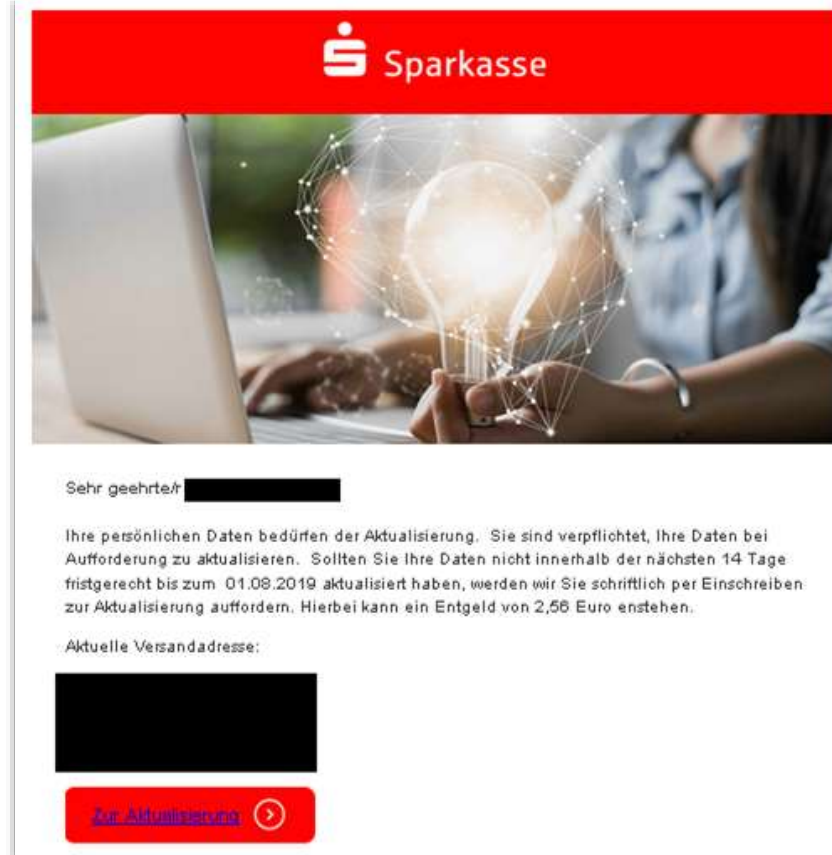 Sparkasse
Sehr geehrte/r
Ihre persönlichen Daten bedürfen der Aktualisierung. Sie sind verpflichtet, Ihre Daten bei
Aufforderung zu aktualisieren. Sollten Sie Ihre Daten nicht innerhalb der nächsten 14 Tage
fristgerecht bis zum 01.08.2019 aktualisiert haben, werden wir Sie schriftlich per Einschreiben
zur Aktualisierung auffordern. Hierbei kann ein Entgeld von 2,56 Euro enstehen.
Aktuelle Versandadresse:
Zur Aktualisierung